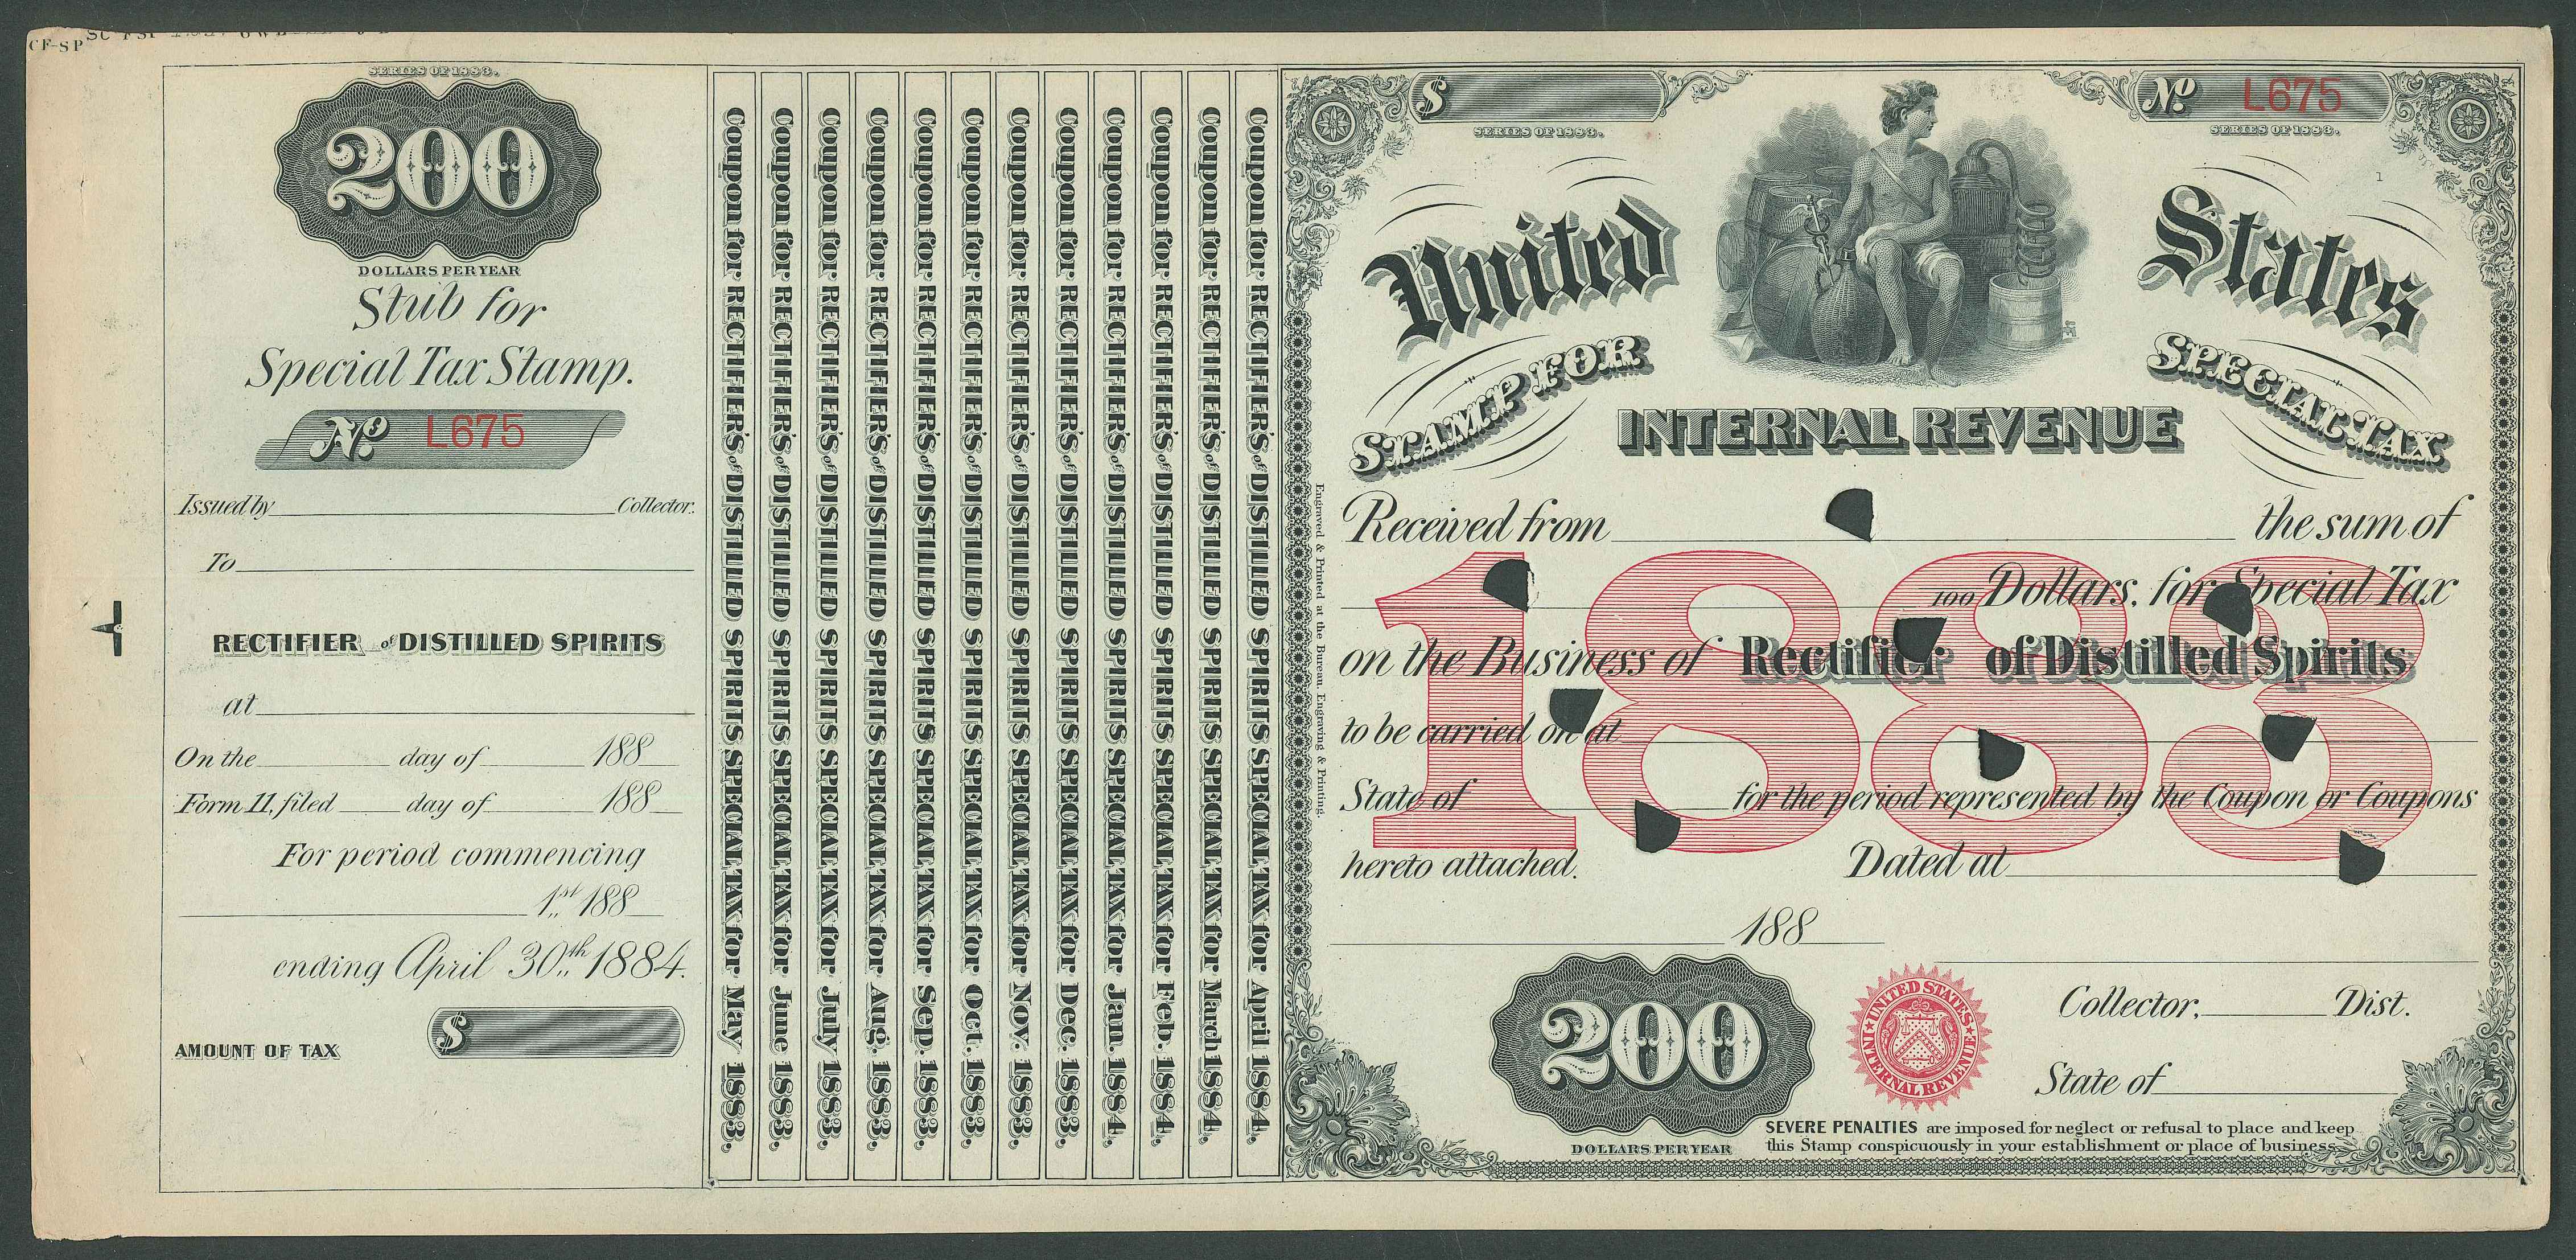 CF-SP
SERIES OF 1883.
200
DOLLARS PER YEAR
Stub for
Special Tax Stamp.
No. L675
Issued by Collector.
To
RECTIFIER of DISTILLED SPIRITS
at
On the day of 188
Form 11, filed day of 188
For period commencing
1st 188
ending April 30th 1884.
AMOUNT OF TAX $
Coupon for RECTIFIER'S of DISTILLED SPIRITS SPECIAL TAX for May 1883.
Coupon for RECTIFIER'S of DISTILLED SPIRITS SPECIAL TAX for June 1883.
Coupon for RECTIFIER'S of DISTILLED SPIRITS SPECIAL TAX for July 1883.
Coupon for RECTIFIER'S of DISTILLED SPIRITS SPECIAL TAX for Aug. 1883.
Coupon for RECTIFIER'S of DISTILLED SPIRITS SPECIAL TAX for Sep. 1883.
Coupon for RECTIFIER'S of DISTILLED SPIRITS SPECIAL TAX for Oct. 1883.
Coupon for RECTIFIER'S of DISTILLED SPIRITS SPECIAL TAX for Nov. 1883.
Coupon for RECTIFIER'S of DISTILLED SPIRITS SPECIAL TAX for Dec. 1883.
Coupon for RECTIFIER'S of DISTILLED SPIRITS SPECIAL TAX for Jan. 1884.
Coupon for RECTIFIER'S of DISTILLED SPIRITS SPECIAL TAX for Feb. 1884.
Coupon for RECTIFIER'S of DISTILLED SPIRITS SPECIAL TAX for March 1884.
Coupon for RECTIFIER'S of DISTILLED SPIRITS SPECIAL TAX for April 1884.
Engraved & Printed at the Bureau, Engraving & Printing.
$
SERIES OF 1883.
No. L675
SERIES OF 1883.
1
United States
STAMP FOR SPECIAL TAX
INTERNAL REVENUE
Received from the sum of
100 Dollars, for Special Tax
on the Business of Rectifier of Distilled Spirits
1883
to be carried on at
State of for the period represented by the Coupon or Coupons
hereto attached. Dated at
188
200
DOLLARS PER YEAR
UNITED STATES INTERNAL REVENUE
Collector, Dist.
State of
SEVERE PENALTIES are imposed for neglect or refusal to place and keep
this Stamp conspicuously in your establishment or place of business.